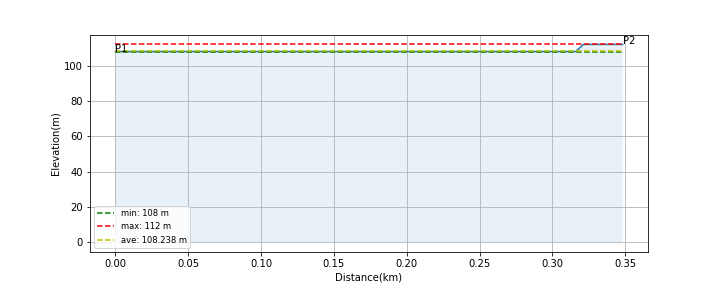 P1
P2
100
80
60
40
20
0
Elevation(m)
min: 108 m
max: 112 m
ave: 108.238 m
0.00 0.05 0.10 0.15 0.20 0.25 0.30 0.35
Distance(km)